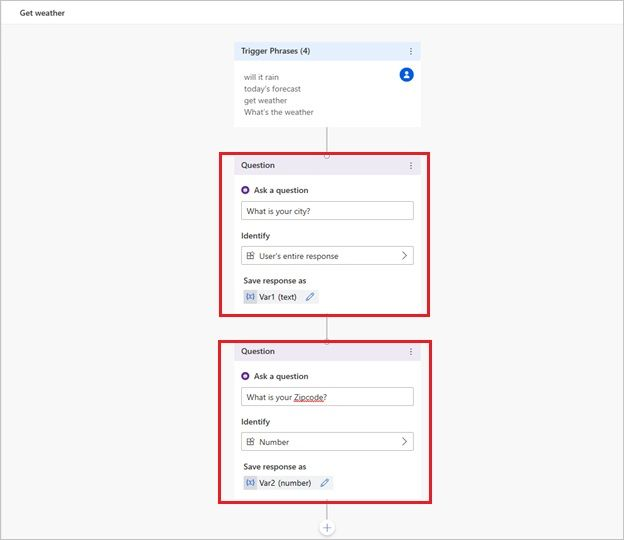 Get weather
Trigger Phrases (4)
will it rain
today's forecast
get weather
What's the weather
Question
Ask a question
What is your city?
Identify
User's entire response
Save response as
{x} Var1 (text)
Question
Ask a question
What is your Zipcode?
Identify
Number
Save response as
{x} Var2 (number)